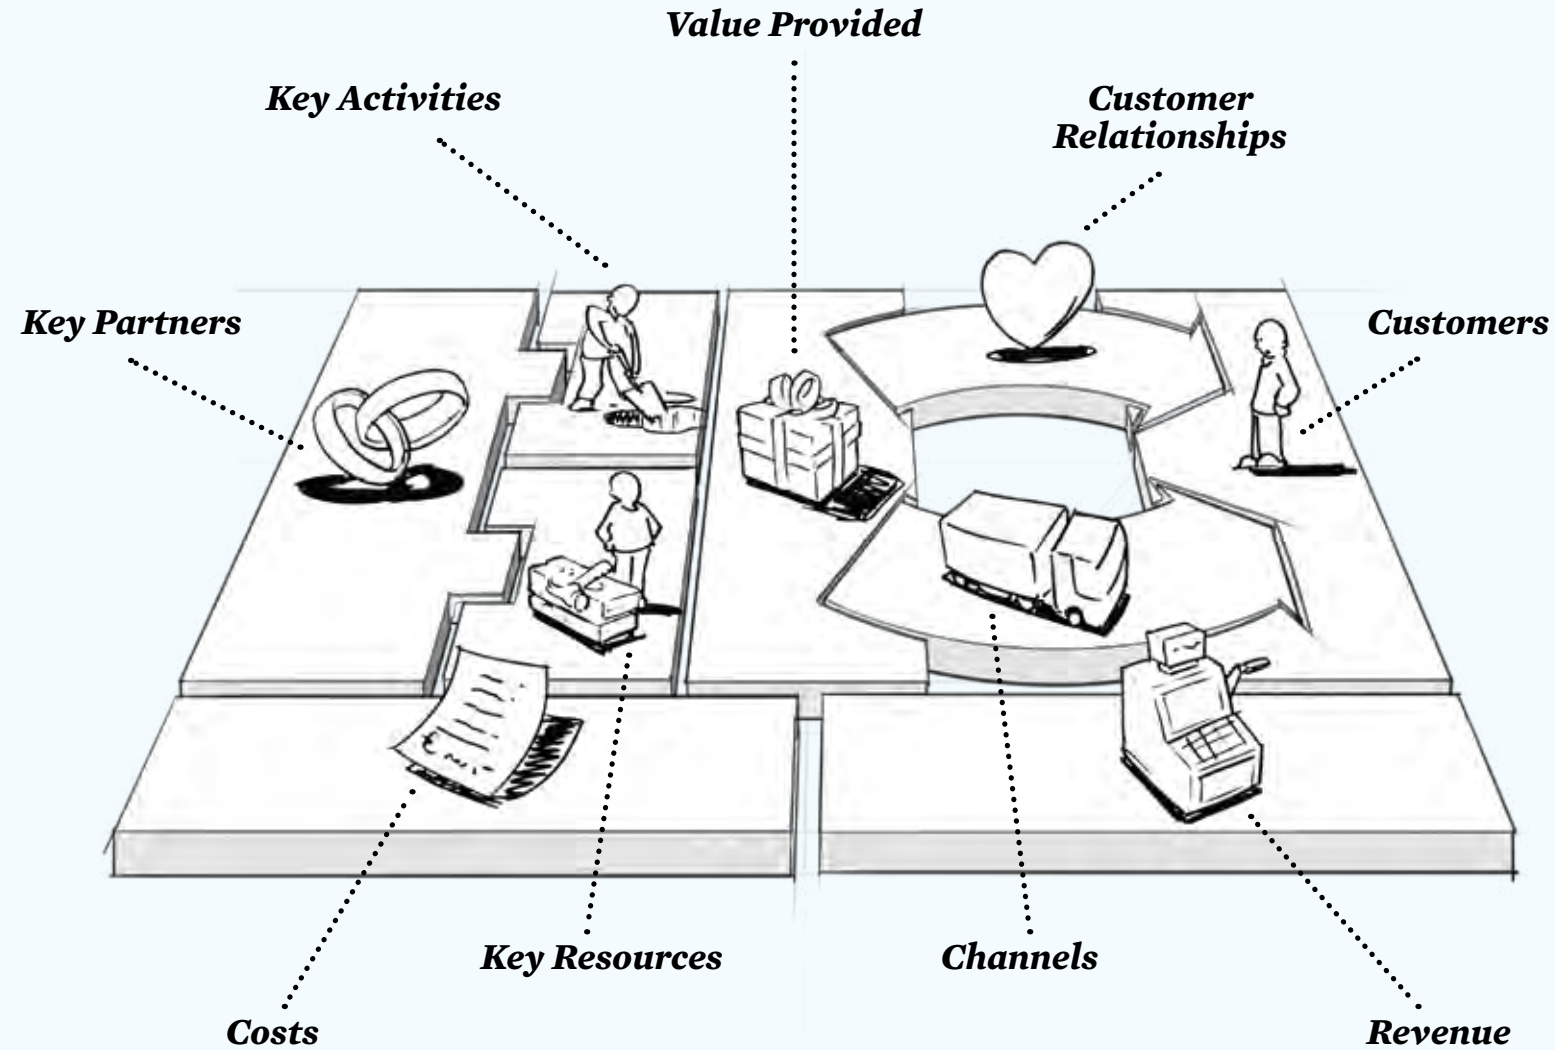 Value Provided
Key Activities
Customer
Relationships
Key Partners
Customers
Key Resources
Channels
Costs
Revenue